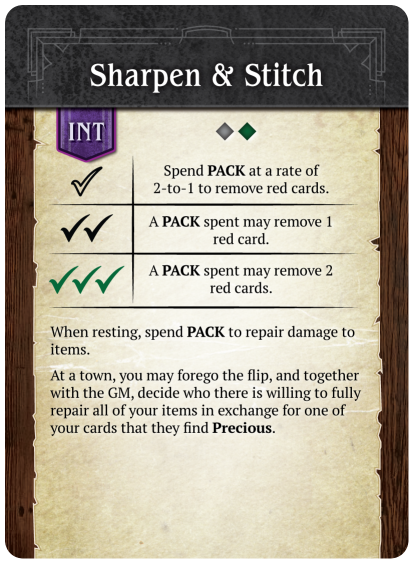 Sharpen & Stitch
INT
Spend PACK at a rate of
2-to-1 to remove red cards.
A PACK spent may remove 1
red card.
A PACK spent may remove 2
red cards.
When resting, spend PACK to repair damage to
items.
At a town, you may forego the flip, and together
with the GM, decide who there is willing to fully
repair all of your items in exchange for one of
your cards that they find Precious.